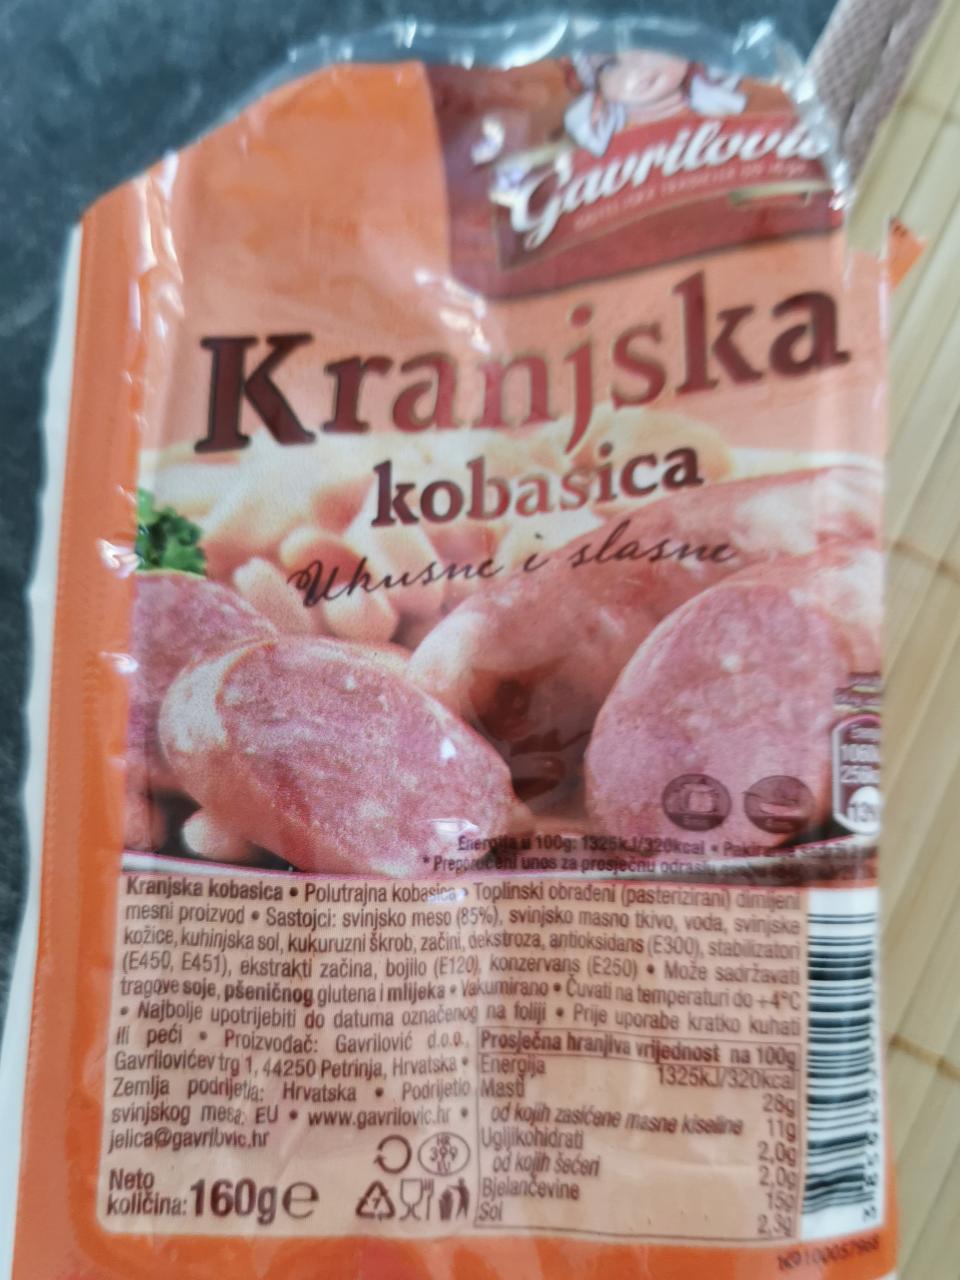 Gavrilović
Kranjska
kobasica
Ukusne i slasne
Energija u 100g: 1325kJ/320kcal •
* Preporučeni unos za prosječnu odraslu
Kranjska kobasica • Polutrajna kobasica • Toplinski obrađeni (pasterizirani) dimljeni
mesni proizvod • Sastojci: svinjsko meso (85%), svinjsko masno tkivo, voda, svinjske
kožice, kuhinjska sol, kukuruzni škrob, začini, dekstroza, antioksidans (E300), stabilizatori
(E450, E451), ekstrakti začina, bojilo (E120), konzervans (E250) • Može sadržavati
tragove soje, pšeničnog glutena i mlijeka • Vakumirano • Čuvati na temperaturi do +4°C
• Najbolje upotrijebiti do datuma označenog na foliji • Prije uporabe kratko kuhati
ili peći • Proizvođač: Gavrilović d.o.o.,
Gavrilovićev trg 1, 44250 Petrinja, Hrvatska •
Zemlja podrijetla: Hrvatska • Podrijetlo
svinjskog mesa: EU • www.gavrilovic.hr •
jelica@gavrilovic.hr
Prosječna hranjiva vrijednost na 100g
Energija 1325kJ/320kcal
Masti 28g
od kojih zasićene masne kiseline 11g
Ugljikohidrati 2,0g
od kojih šećeri 2,0g
Bjelančevine 15g
Sol 2,3g
HR
399
EU
Neto
količina: 160g e